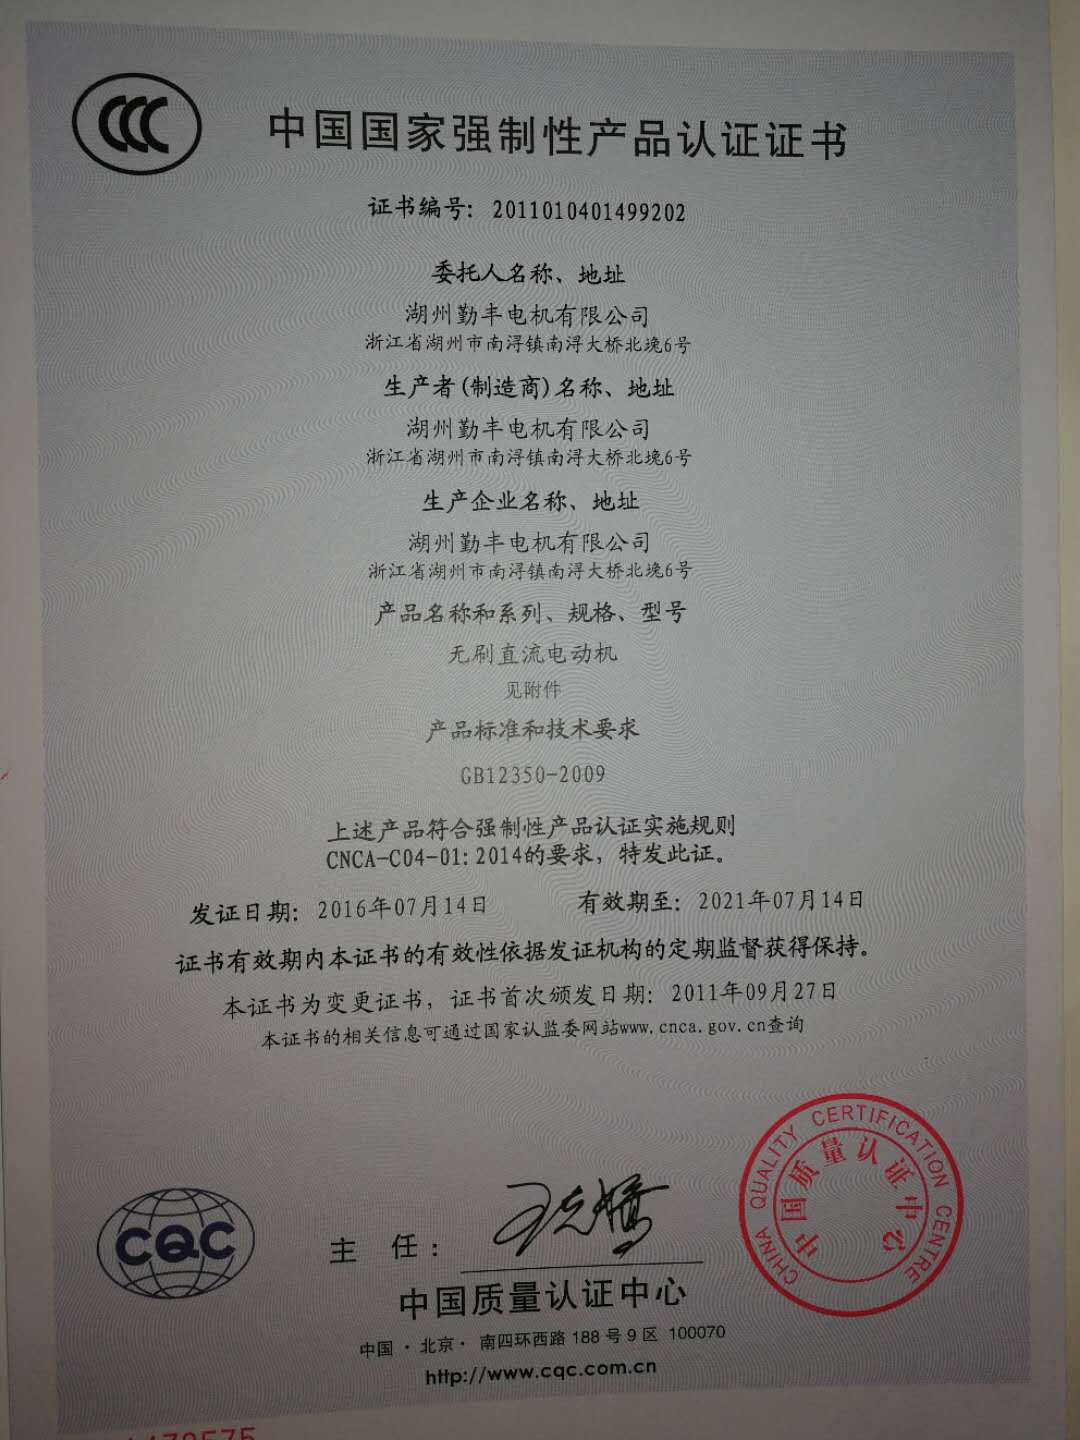 CCC
中国国家强制性产品认证证书
证书编号: 2011010401499202
委托人名称、地址
湖州勤丰电机有限公司
浙江省湖州市南浔镇南浔大桥北堍6号
生产者(制造商)名称、地址
湖州勤丰电机有限公司
浙江省湖州市南浔镇南浔大桥北堍6号
生产企业名称、地址
湖州勤丰电机有限公司
浙江省湖州市南浔镇南浔大桥北堍6号
产品名称和系列、规格、型号
无刷直流电动机
见附件
产品标准和技术要求
GB12350-2009
上述产品符合强制性产品认证实施规则
CNCA-C04-01:2014的要求，特发此证。
发证日期: 2016年07月14日 有效期至: 2021年07月14日
证书有效期内本证书的有效性依据发证机构的定期监督获得保持。
本证书为变更证书，证书首次颁发日期: 2011年09月27日
本证书的相关信息可通过国家认监委网站www.cnca.gov.cn查询
CHINA QUALITY CERTIFICATION CENTRE
中国质量认证中心
CQC
主 任:
中国质量认证中心
中国·北京· 南四环西路 188 号 9 区 100070
http://www.cqc.com.cn